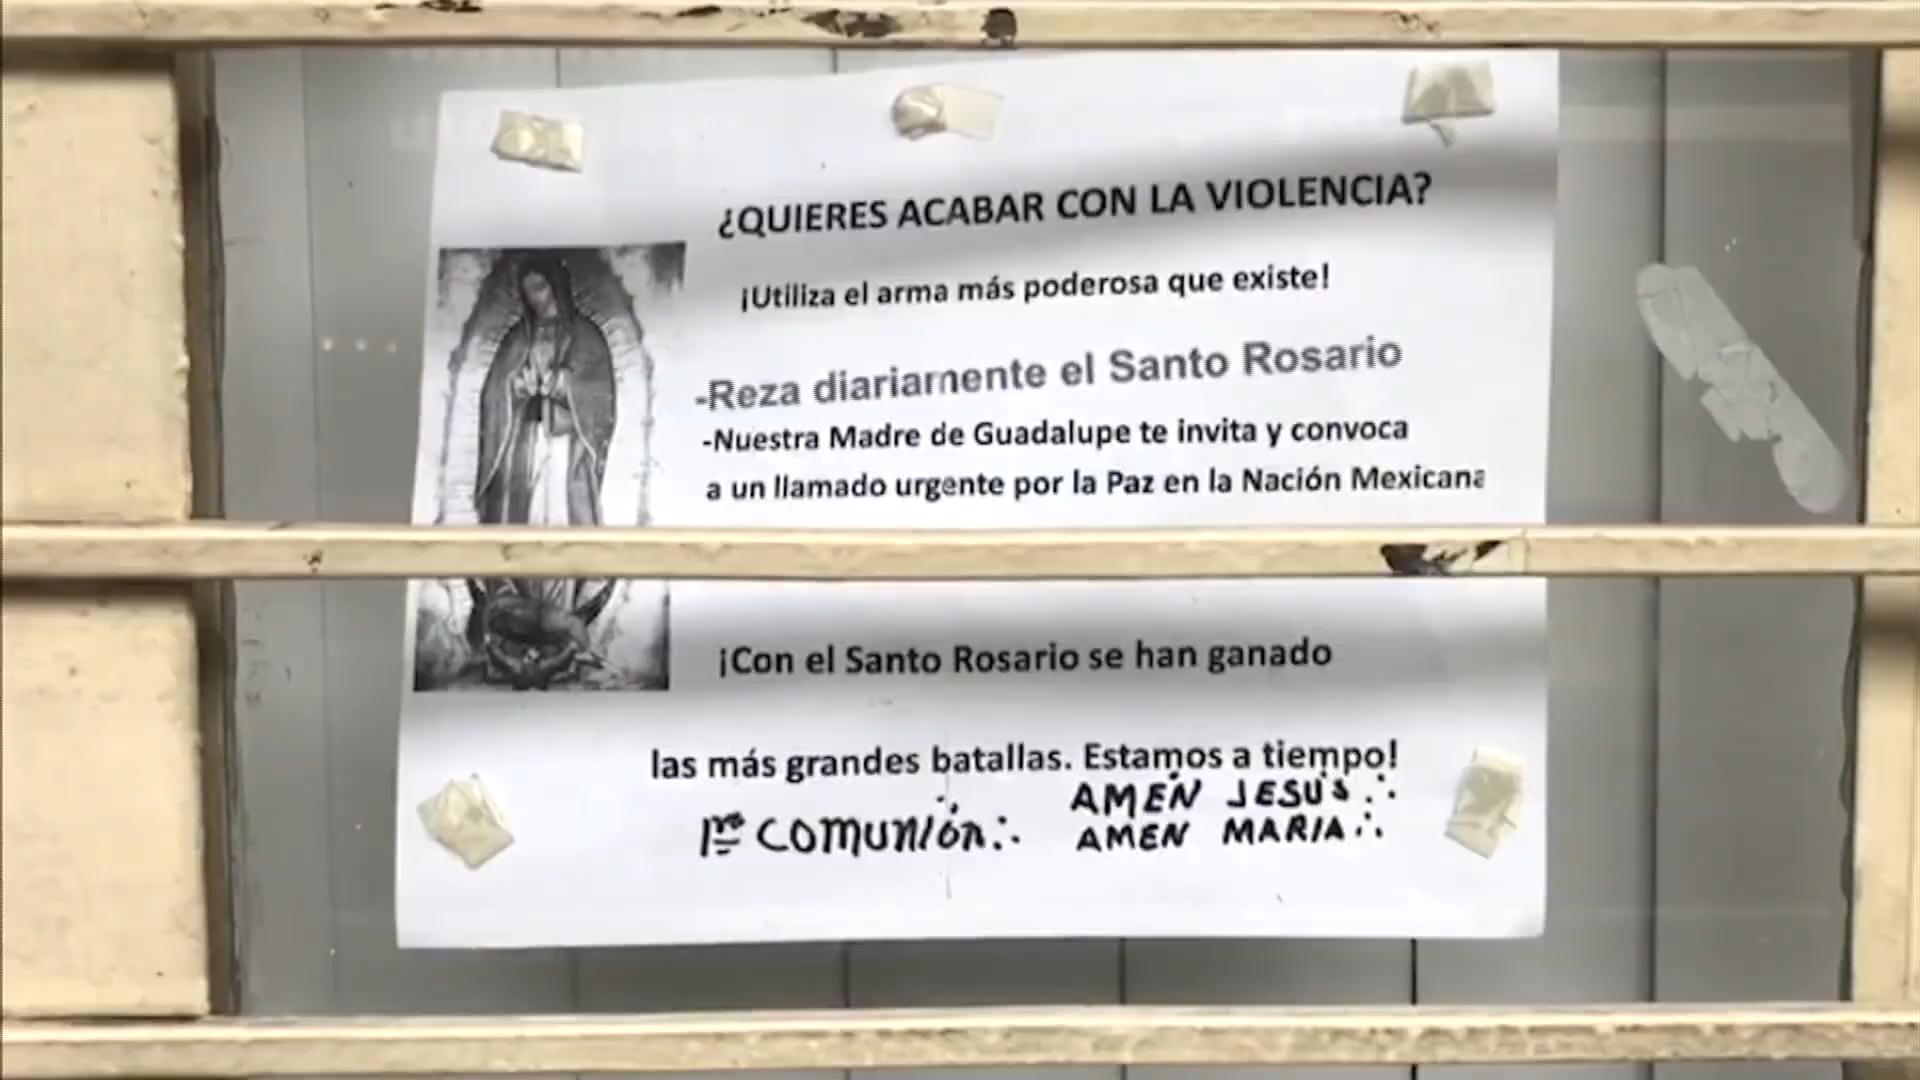 ¿QUIERES ACABAR CON LA VIOLENCIA?
¡Utiliza el arma más poderosa que existe!
-Reza diariamente el Santo Rosario
-Nuestra Madre de Guadalupe te invita y convoca
a un llamado urgente por la Paz en la Nación Mexicana
¡Con el Santo Rosario se han ganado
las más grandes batallas. Estamos a tiempo!
AMEN JESUS∴
1ra COMUNIÓN∴ AMEN MARIA∴